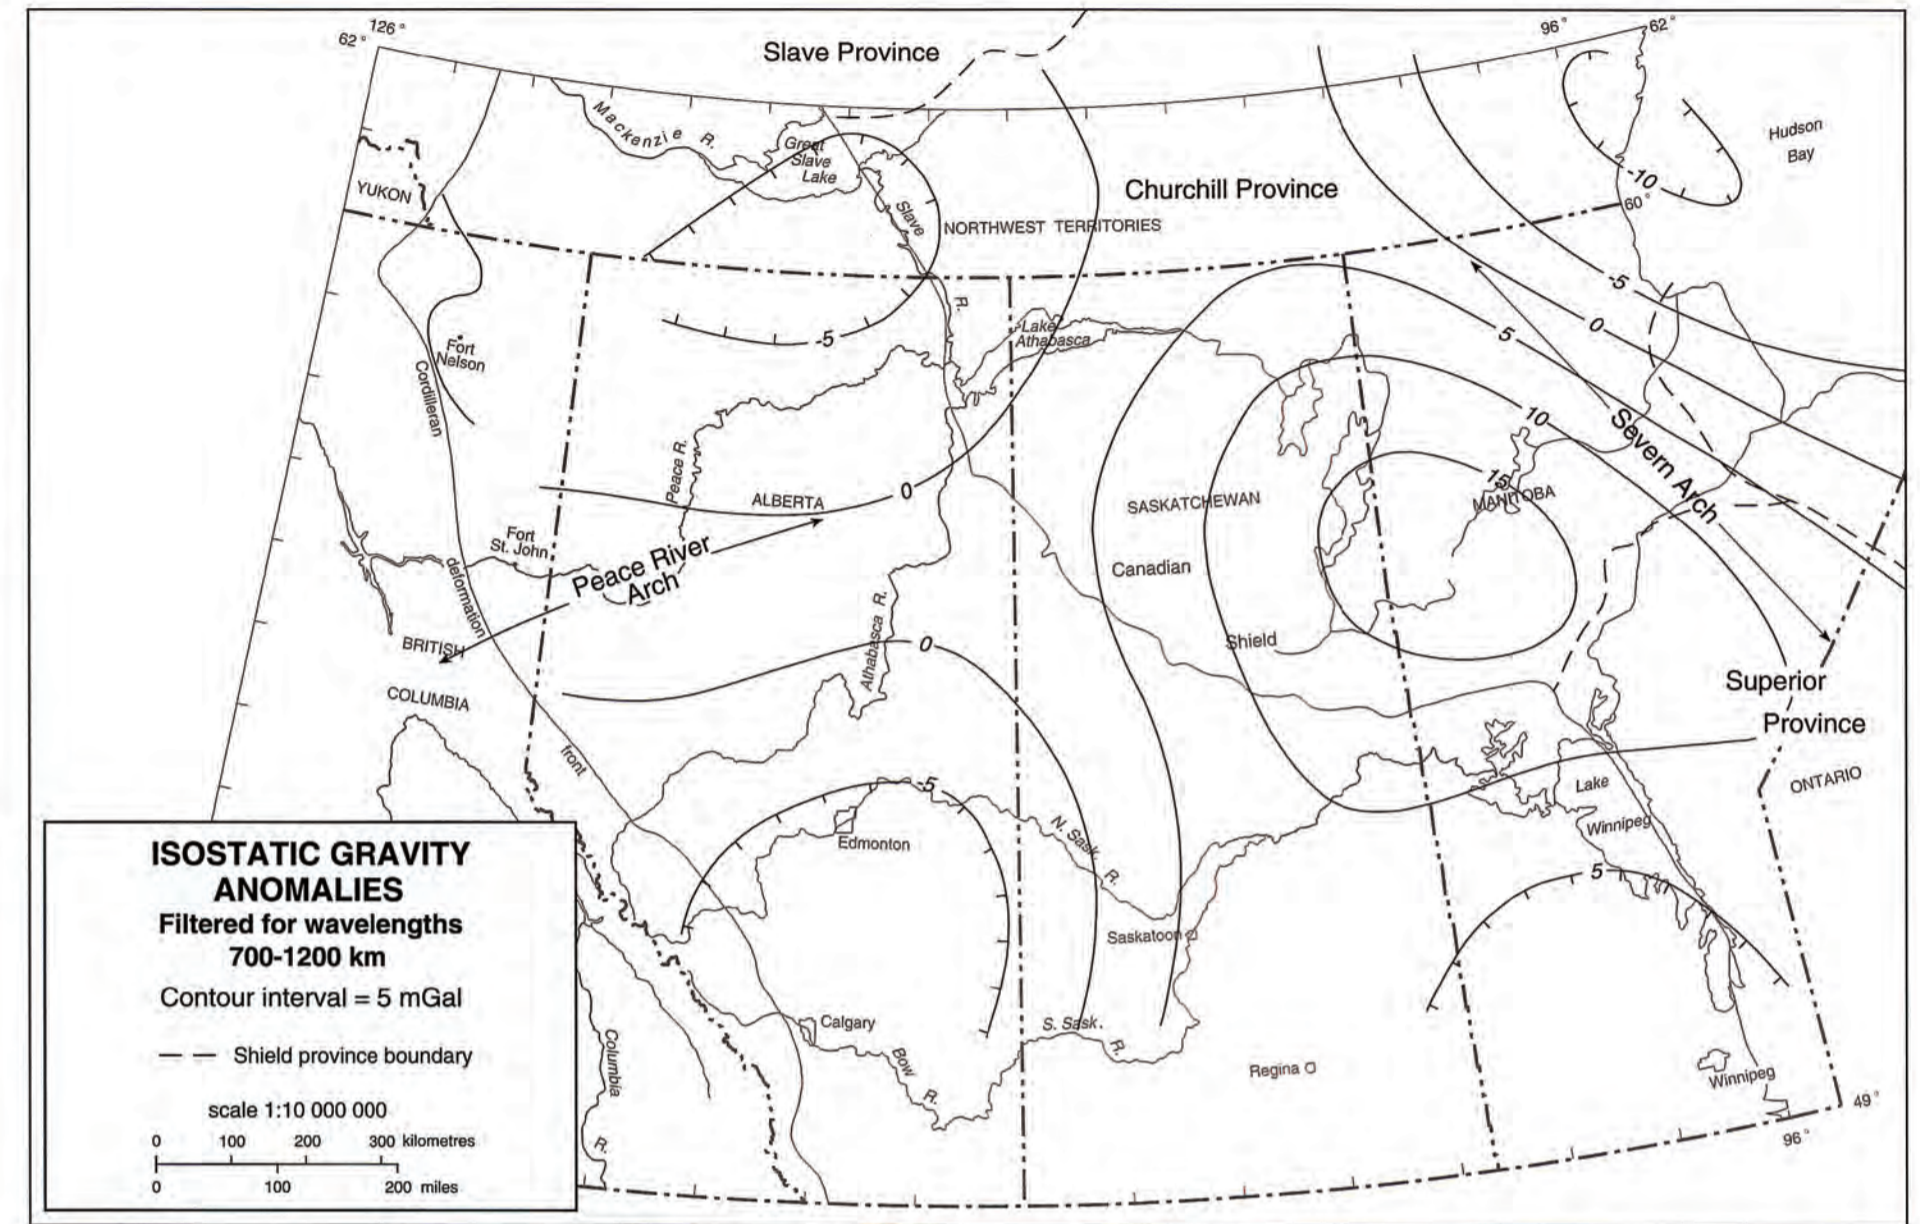 126°
62°
96°
62°
Slave Province
Mackenzie R.
Great
Slave
Lake
Hudson
Bay
-10
YUKON
Churchill Province
60°
Slave
NORTHWEST TERRITORIES
R.
-5
0
5
Lake
Athabasca
-5
Fort
Nelson
Cordilleran
10
Severn Arch
Peace R.
15
0
ALBERTA
SASKATCHEWAN
MANITOBA
Fort
St. John
Peace River
Arch
Canadian
deformation
Athabasca R.
Shield
BRITISH
COLUMBIA
0
Superior
Province
front
ONTARIO
-5
Lake
Winnipeg
N. Sask.
R.
Edmonton
5
Saskatoon
Calgary
S. Sask.
R.
Bow
R.
Regina
Winnipeg
49°
96°
Columbia
R.
ISOSTATIC GRAVITY
ANOMALIES
Filtered for wavelengths
700-1200 km
Contour interval = 5 mGal
Shield province boundary
scale 1:10 000 000
0 100 200 300 kilometres
0 100 200 miles